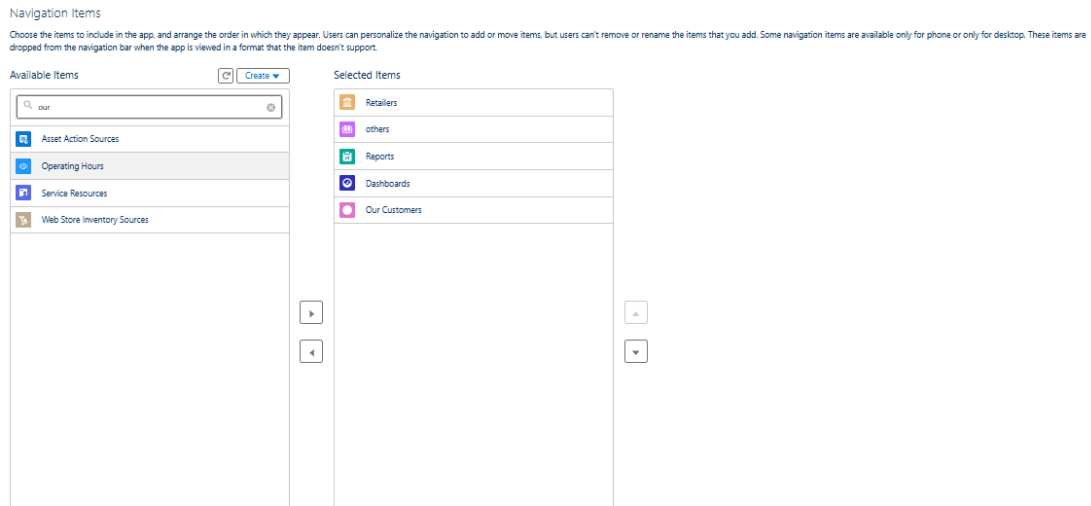 Navigation Items
Choose the items to include in the app, and arrange the order in which they appear. Users can personalize the navigation to add or move items, but users can't remove or rename the items that you add. Some navigation items are available only for phone or only for desktop. These items are
dropped from the navigation bar when the app is viewed in a format that the item doesn't support.
Available Items
Create
our
Asset Action Sources
Operating Hours
Service Resources
Web Store Inventory Sources
Selected Items
Retailers
others
Reports
Dashboards
Our Customers